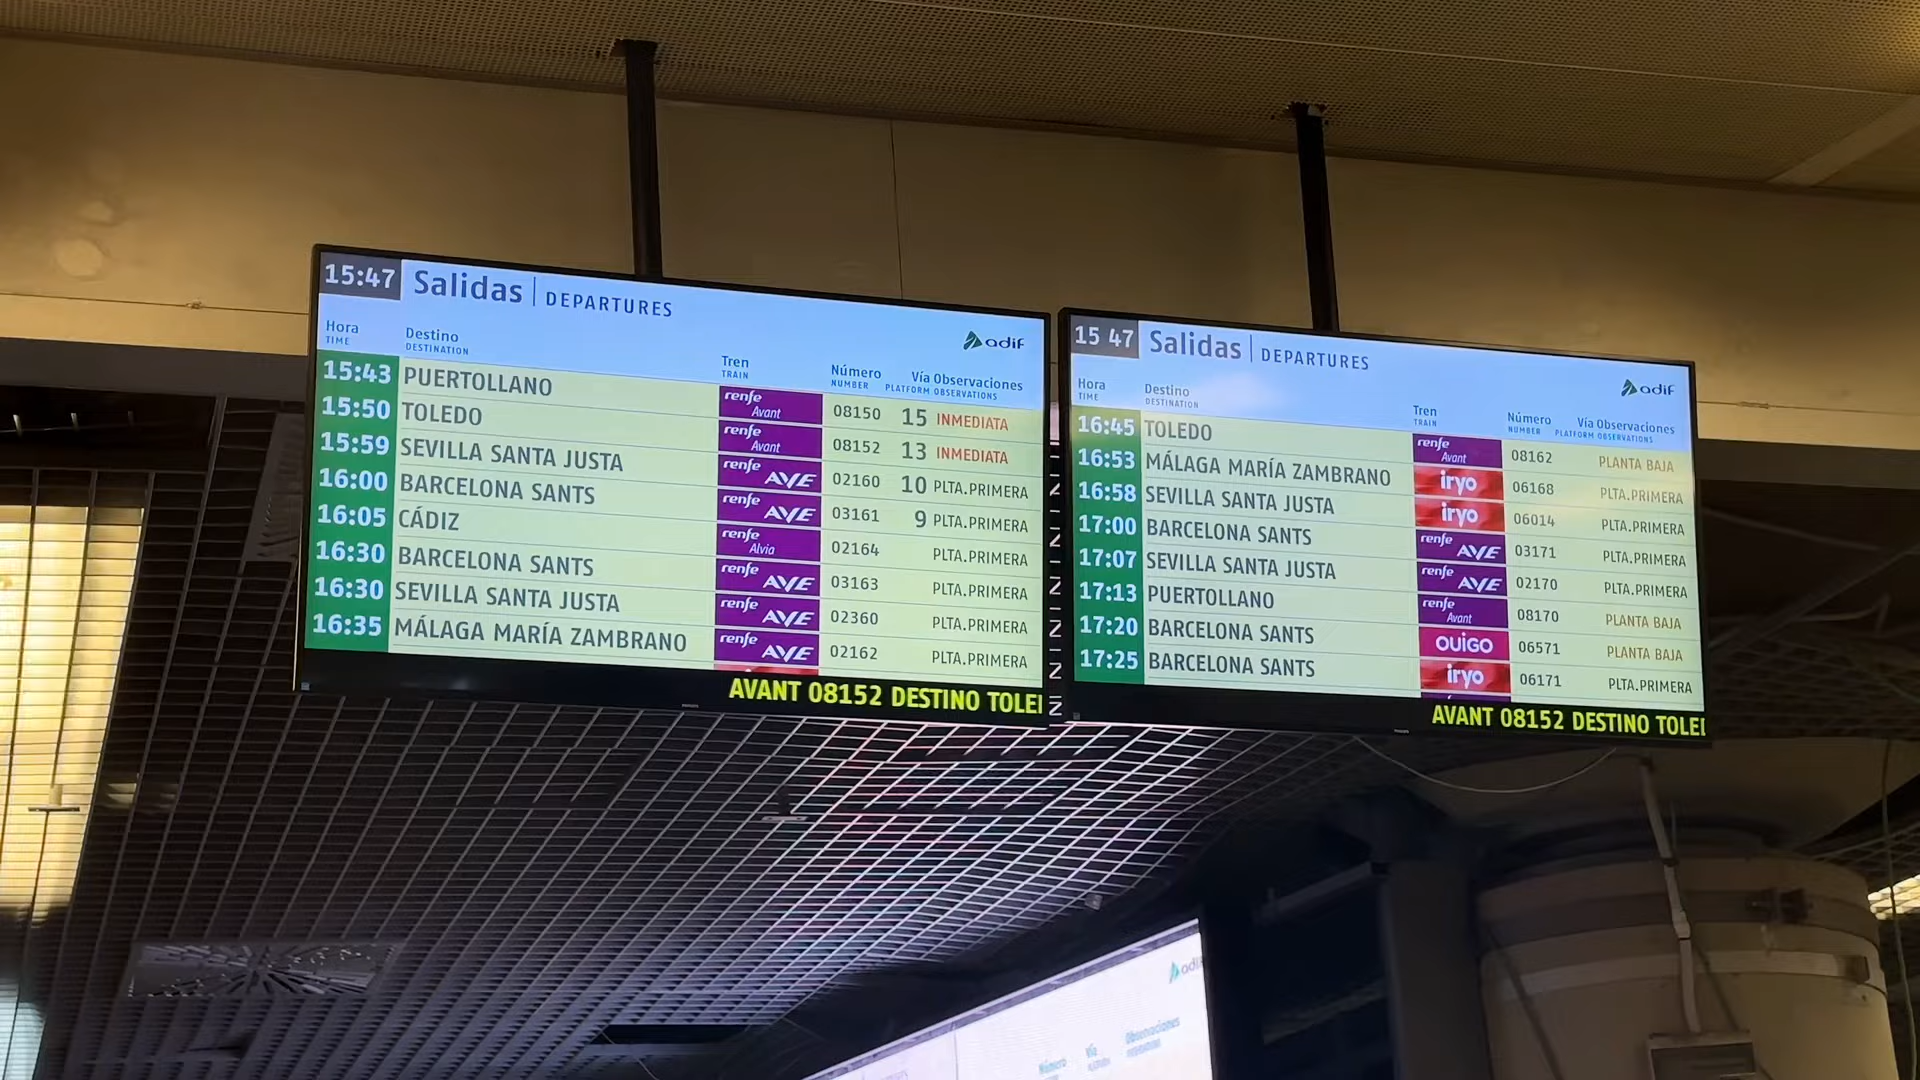 15:47 Salidas | DEPARTURES
adif
Hora Destino Tren Número Vía Observaciones
TIME DESTINATION TRAIN NUMBER PLATFORM OBSERVATIONS
15:43 PUERTOLLANO renfe Avant 08150 15 INMEDIATA
15:50 TOLEDO renfe Avant 08152 13 INMEDIATA
15:59 SEVILLA SANTA JUSTA renfe AVE 02160 10 PLTA.PRIMERA
16:00 BARCELONA SANTS renfe AVE 03161 9 PLTA.PRIMERA
16:05 CÁDIZ renfe Alvia 02164 PLTA.PRIMERA
16:30 BARCELONA SANTS renfe AVE 03163 PLTA.PRIMERA
16:30 SEVILLA SANTA JUSTA renfe AVE 02360 PLTA.PRIMERA
16:35 MÁLAGA MARÍA ZAMBRANO renfe AVE 02162 PLTA.PRIMERA
AVANT 08152 DESTINO TOLE
15 47 Salidas | DEPARTURES
adif
Hora Destino Tren Número Vía Observaciones
TIME DESTINATION TRAIN NUMBER PLATFORM OBSERVATIONS
16:45 TOLEDO renfe Avant 08162 PLANTA BAJA
16:53 MÁLAGA MARÍA ZAMBRANO iryo 06168 PLTA.PRIMERA
16:58 SEVILLA SANTA JUSTA iryo 06014 PLTA.PRIMERA
17:00 BARCELONA SANTS renfe AVE 03171 PLTA.PRIMERA
17:07 SEVILLA SANTA JUSTA renfe AVE 02170 PLTA.PRIMERA
17:13 PUERTOLLANO renfe Avant 08170 PLANTA BAJA
17:20 BARCELONA SANTS OUIGO 06571 PLANTA BAJA
17:25 BARCELONA SANTS iryo 06171 PLTA.PRIMERA
AVANT 08152 DESTINO TOLE
adif
Número Vía Observaciones